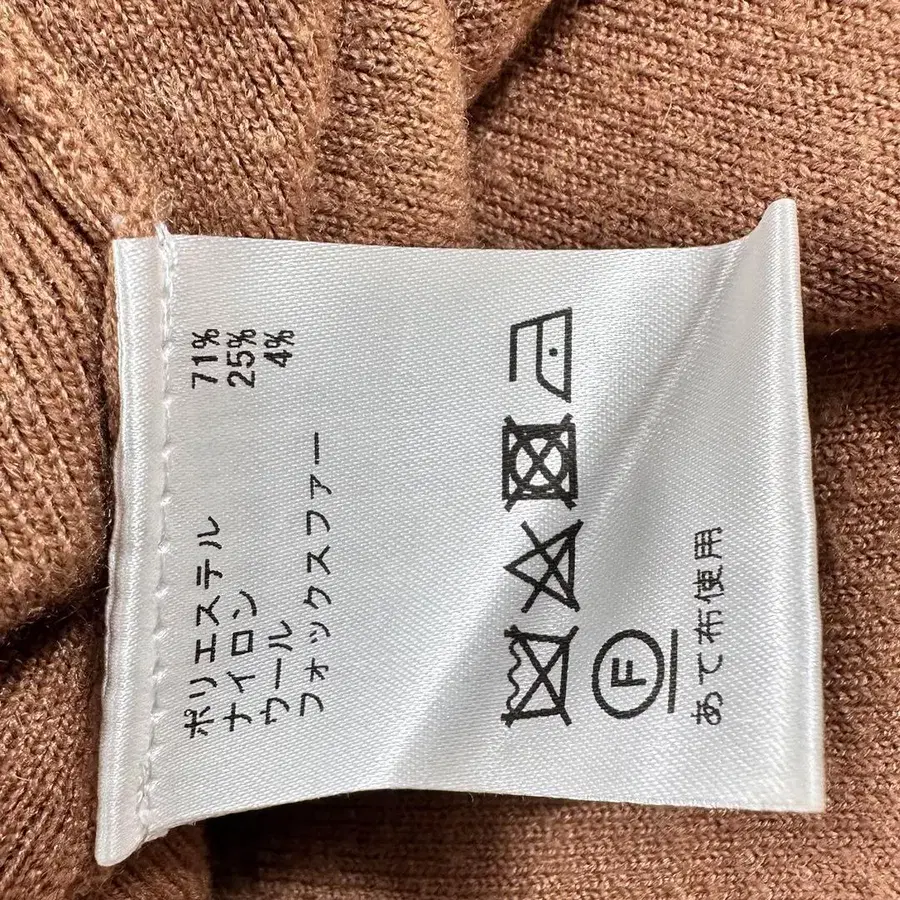 ポリエステル 71%
ナイロン 25%
ウール 4%
フォックスファー
F
あて布使用